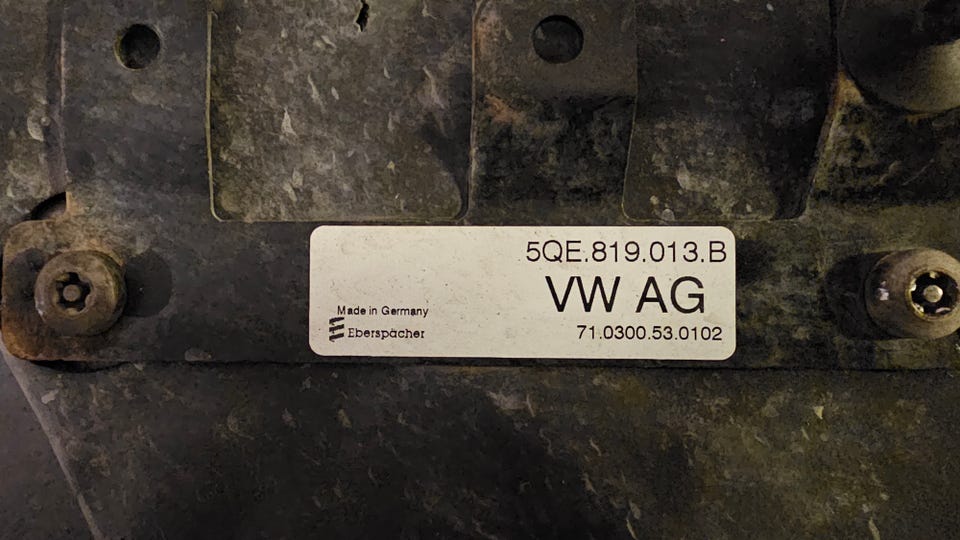 5QE.819.013.B
VW AG
Made in Germany
Eberspächer
71.0300.53.0102